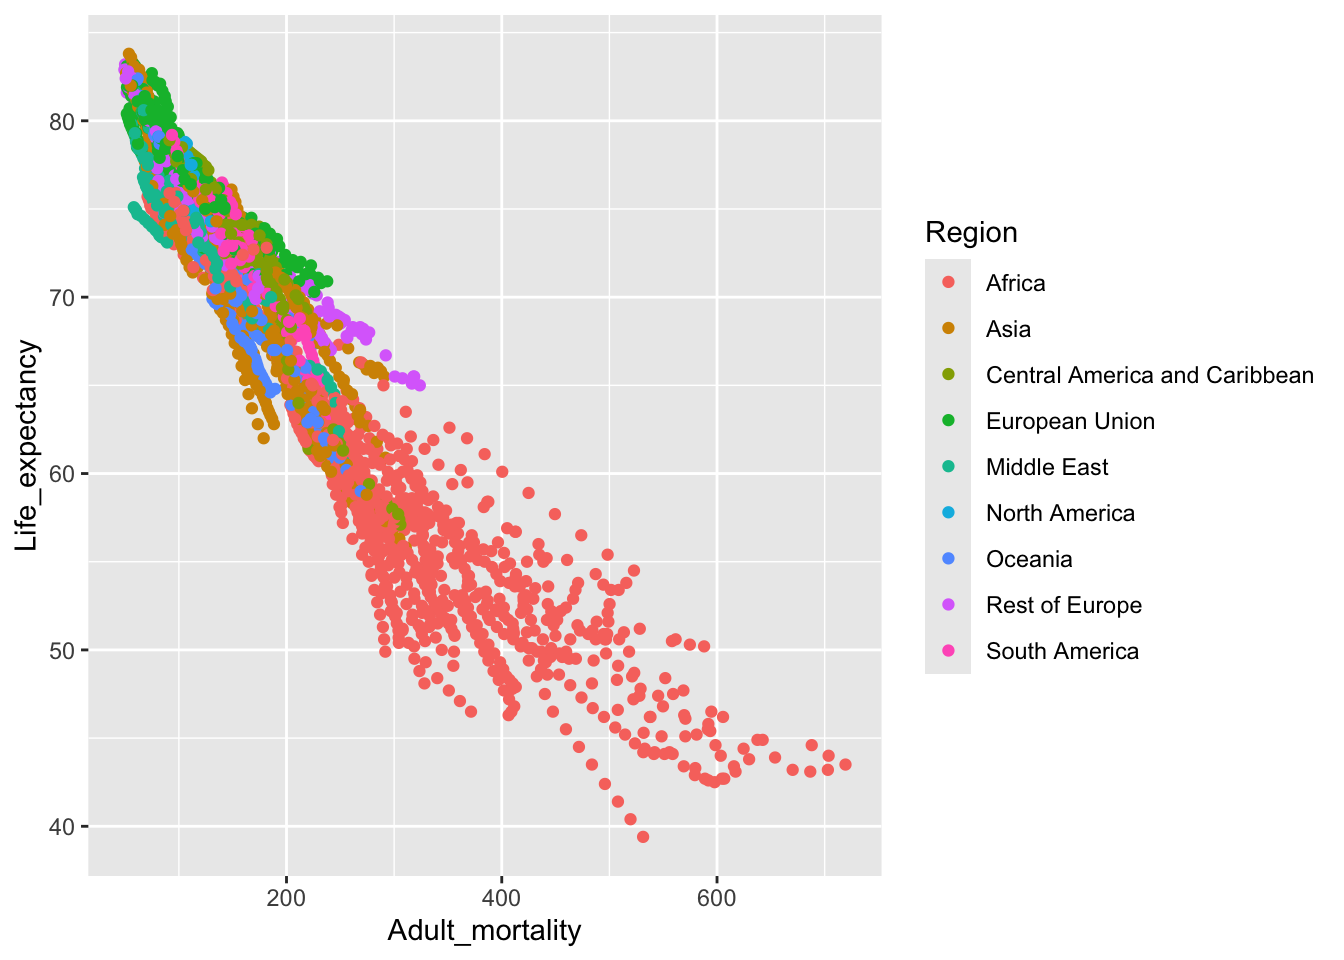 80
70
60
50
40
Life_expectancy
200
400
600
Adult_mortality
Region
Africa
Asia
Central America and Caribbean
European Union
Middle East
North America
Oceania
Rest of Europe
South America